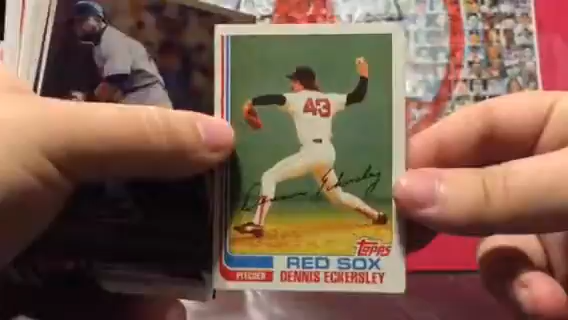 43
Dennis Eckersley
Topps
RED SOX
PITCHER
DENNIS ECKERSLEY